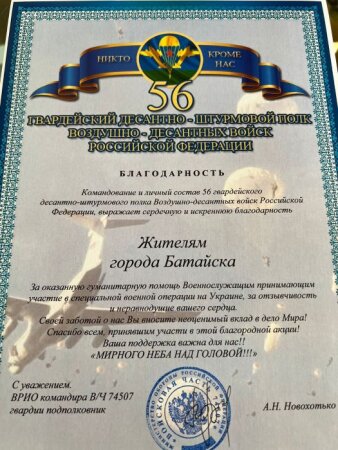 НИКТО КРОМЕ НАС
56
ГВАРДЕЙСКИЙ ДЕСАНТНО - ШТУРМОВОЙ ПОЛК
ВОЗДУШНО - ДЕСАНТНЫХ ВОЙСК
РОССИЙСКОЙ ФЕДЕРАЦИИ
БЛАГОДАРНОСТЬ
Командование и личный состав 56 гвардейского
десантно-штурмового полка Воздушно-десантных войск Российской
Федерации, выражает сердечную и искреннюю благодарность
Жителям
города Батайска
За оказанную гуманитарную помощь Военнослужащим принимающим
участие в специальной военной операции на Украине, за отзывчивость
и неравнодушие вашего сердца.
Своей заботой о нас Вы вносите неоценимый вклад в дело Мира!
Спасибо всем, принявшим участи в этой благородной акции!
Ваша поддержка важна для нас!!
«МИРНОГО НЕБА НАД ГОЛОВОЙ!!!»
С уважением.
ВРИО командира В/Ч 74507
гвардии подполковник
А.Н. Новохотько
ВОЙСКОВАЯ ЧАСТЬ